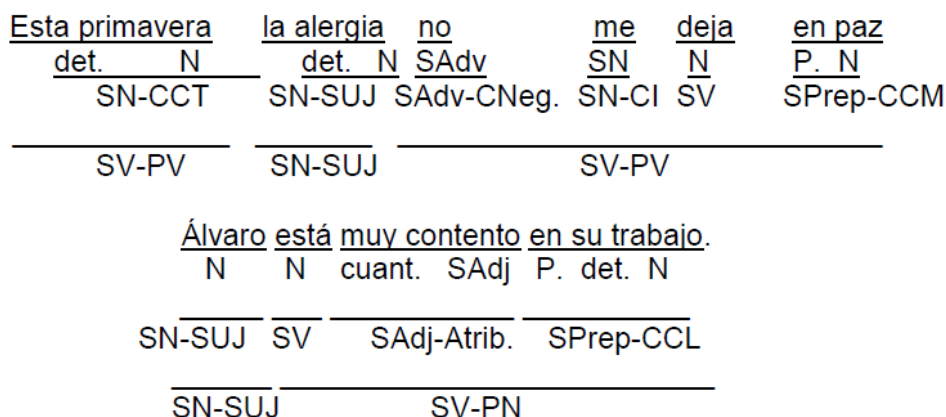 Esta primavera la alergia no me deja en paz
det. N det. N SAdv SN N P. N
SN-CCT SN-SUJ SAdv-CNeg. SN-CI SV SPrep-CCM
SV-PV SN-SUJ SV-PV
Álvaro está muy contento en su trabajo.
N N cuant. SAdj P. det. N
SN-SUJ SV SAdj-Atrib. SPrep-CCL
SN-SUJ SV-PN